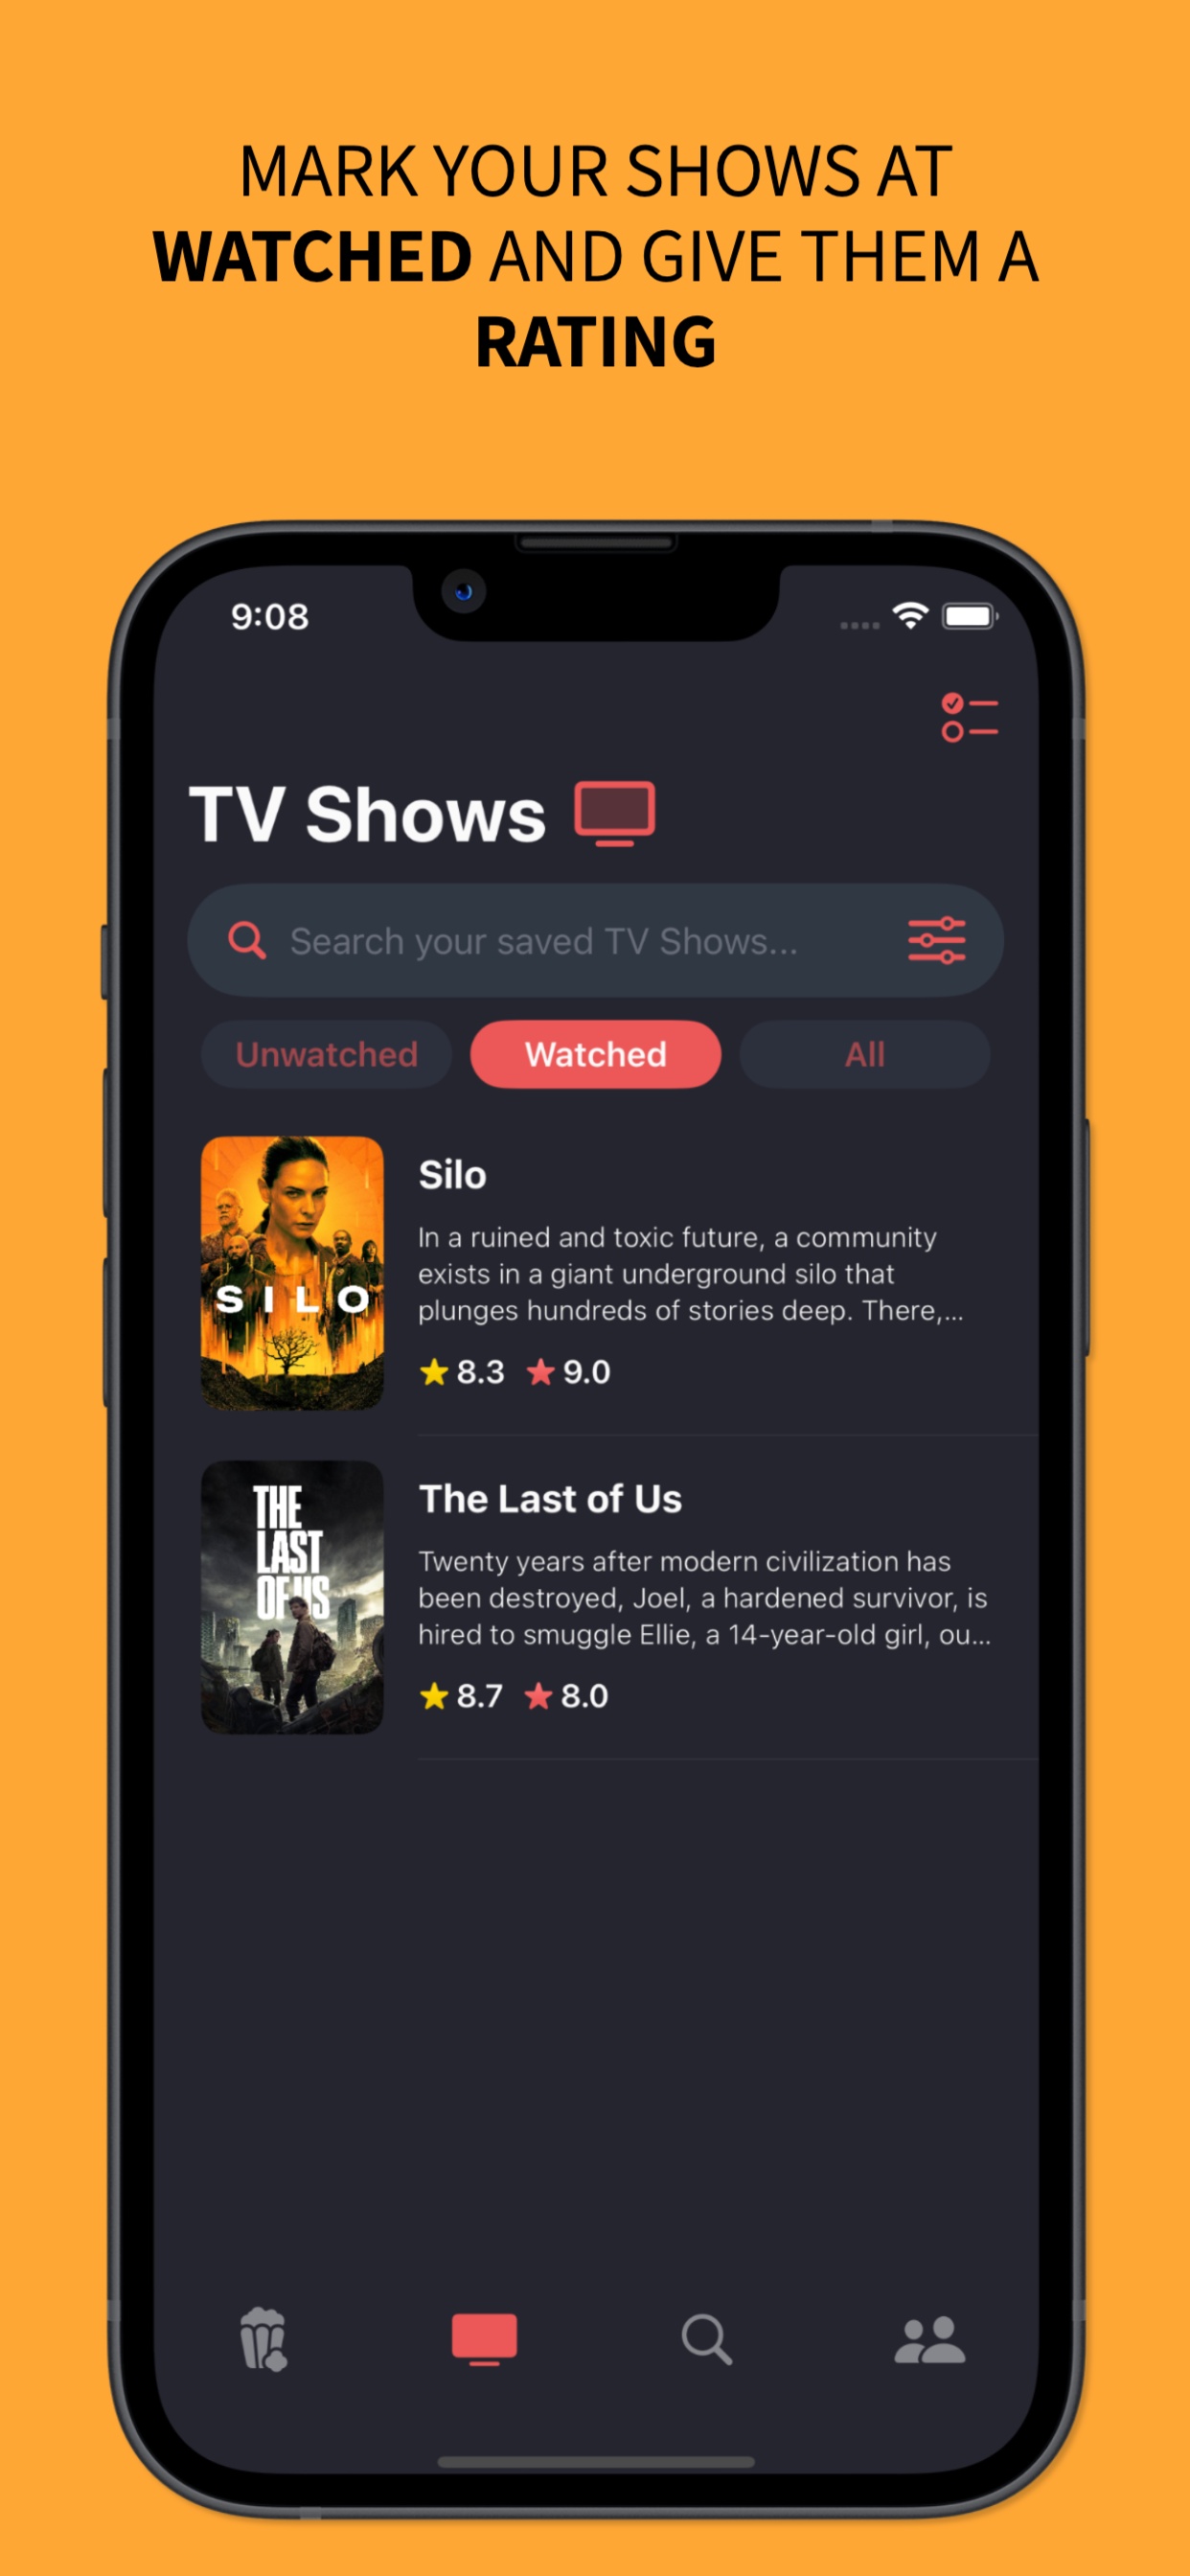 MARK YOUR SHOWS AT
WATCHED AND GIVE THEM A
RATING
9:08
TV Shows
Search your saved TV Shows...
Unwatched
Watched
All
SILO
Silo
In a ruined and toxic future, a community
exists in a giant underground silo that
plunges hundreds of stories deep. There,...
8.3 9.0
THE
LAST
OF US
The Last of Us
Twenty years after modern civilization has
been destroyed, Joel, a hardened survivor, is
hired to smuggle Ellie, a 14-year-old girl, ou...
8.7 8.0